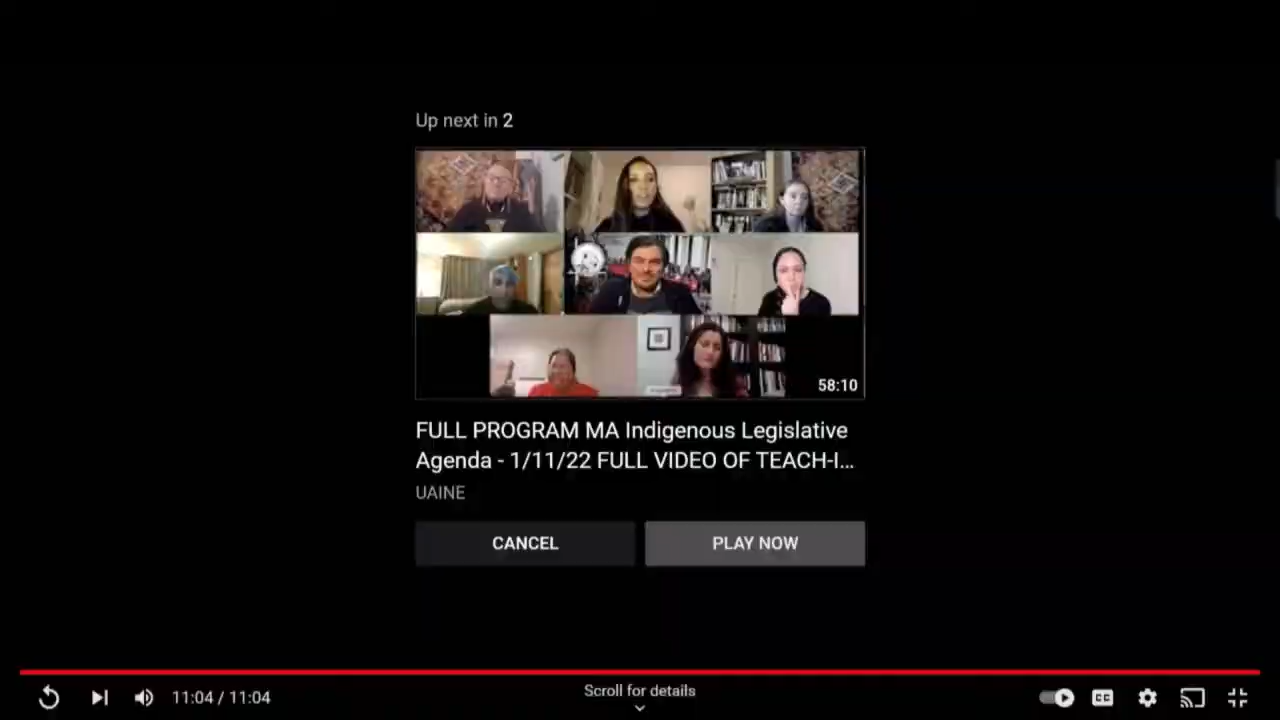 Up next in 2
58:10
FULL PROGRAM MA Indigenous Legislative
Agenda - 1/11/22 FULL VIDEO OF TEACH-I...
UAINE
CANCEL
PLAY NOW
Scroll for details
11:04 / 11:04
CC